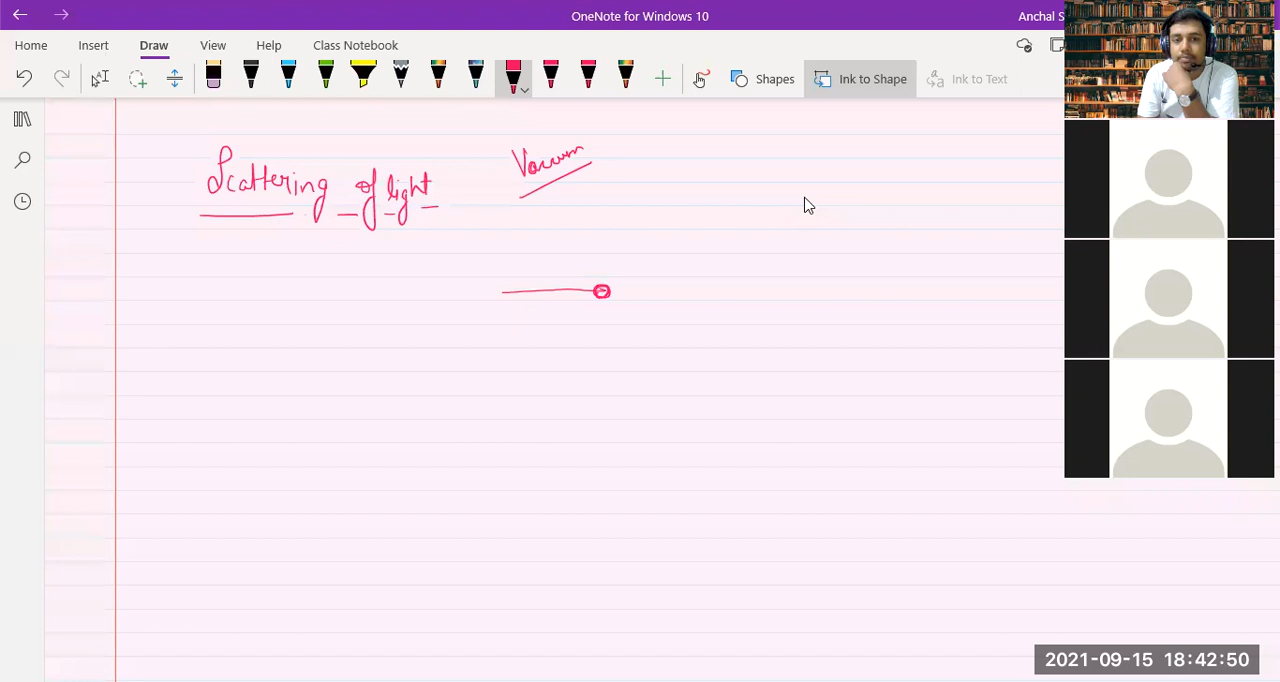 OneNote for Windows 10
Anchal S
Home Insert Draw View Help Class Notebook
Shapes Ink to Shape Ink to Text
Scattering of light
Vacuum
2021-09-15 18:42:50